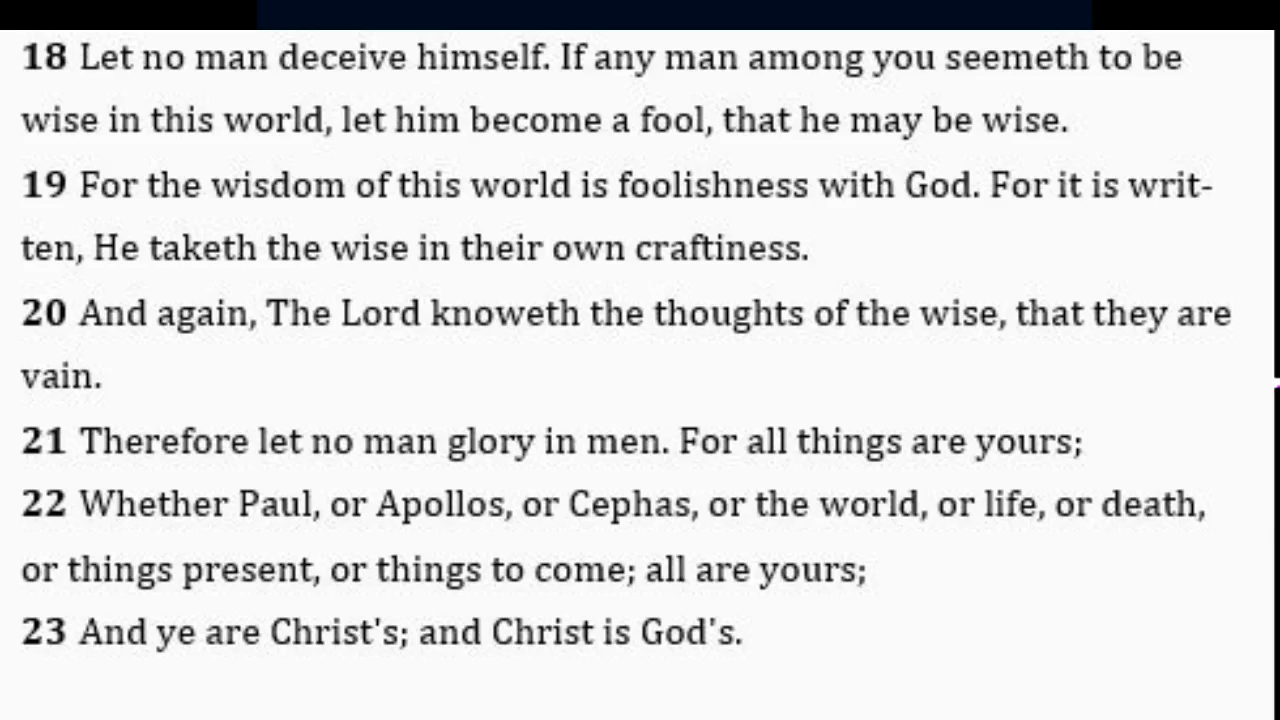 18 Let no man deceive himself. If any man among you seemeth to be
wise in this world, let him become a fool, that he may be wise.
19 For the wisdom of this world is foolishness with God. For it is writ-
ten, He taketh the wise in their own craftiness.
20 And again, The Lord knoweth the thoughts of the wise, that they are
vain.
21 Therefore let no man glory in men. For all things are yours;
22 Whether Paul, or Apollos, or Cephas, or the world, or life, or death,
or things present, or things to come; all are yours;
23 And ye are Christ's; and Christ is God's.